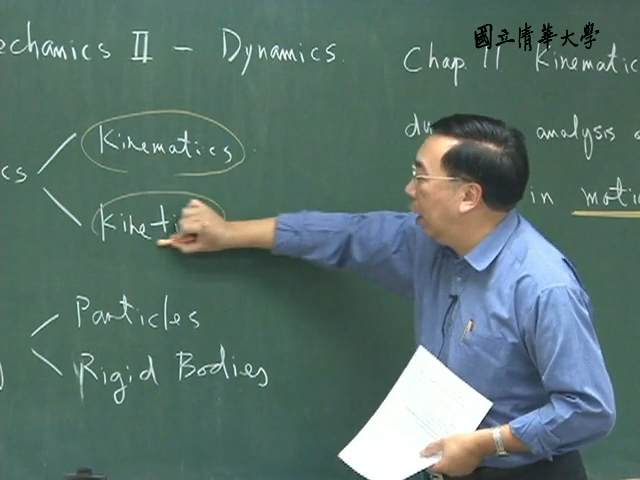 echanics II – Dynamics.
國立清華大學
Chap. 11 Kinematic
Kinematics
analysis
cs
in motio
Kineti
Particles
Rigid Bodies